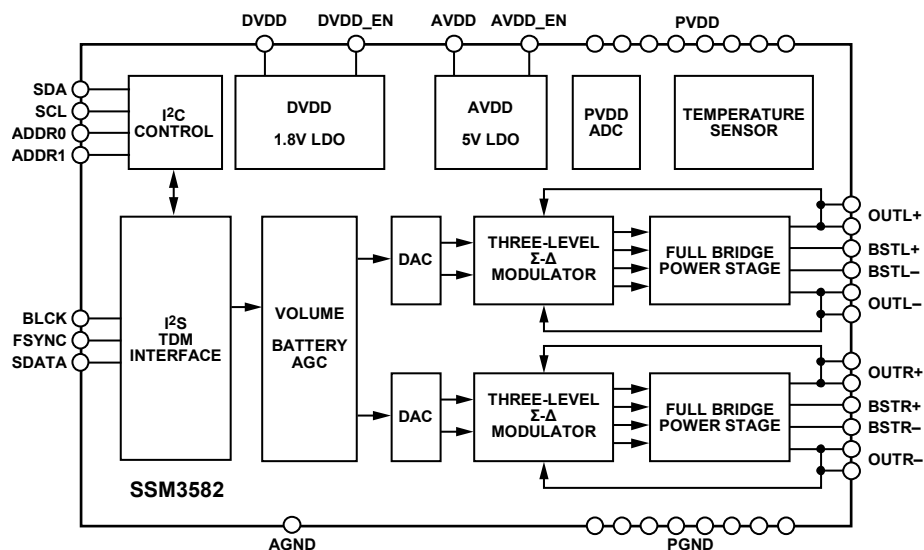 DVDD
DVDD_EN
AVDD
AVDD_EN
PVDD
SDA
SCL
ADDR0
ADDR1
I2C
CONTROL
DVDD
1.8V LDO
AVDD
5V LDO
PVDD
ADC
TEMPERATURE
SENSOR
BLCK
FSYNC
SDATA
I2S
TDM
INTERFACE
VOLUME
BATTERY
AGC
DAC
THREE-LEVEL
Σ-Δ
MODULATOR
FULL BRIDGE
POWER STAGE
OUTL+
BSTL+
BSTL–
OUTL–
DAC
THREE-LEVEL
Σ-Δ
MODULATOR
FULL BRIDGE
POWER STAGE
OUTR+
BSTR+
BSTR–
OUTR–
SSM3582
AGND
PGND